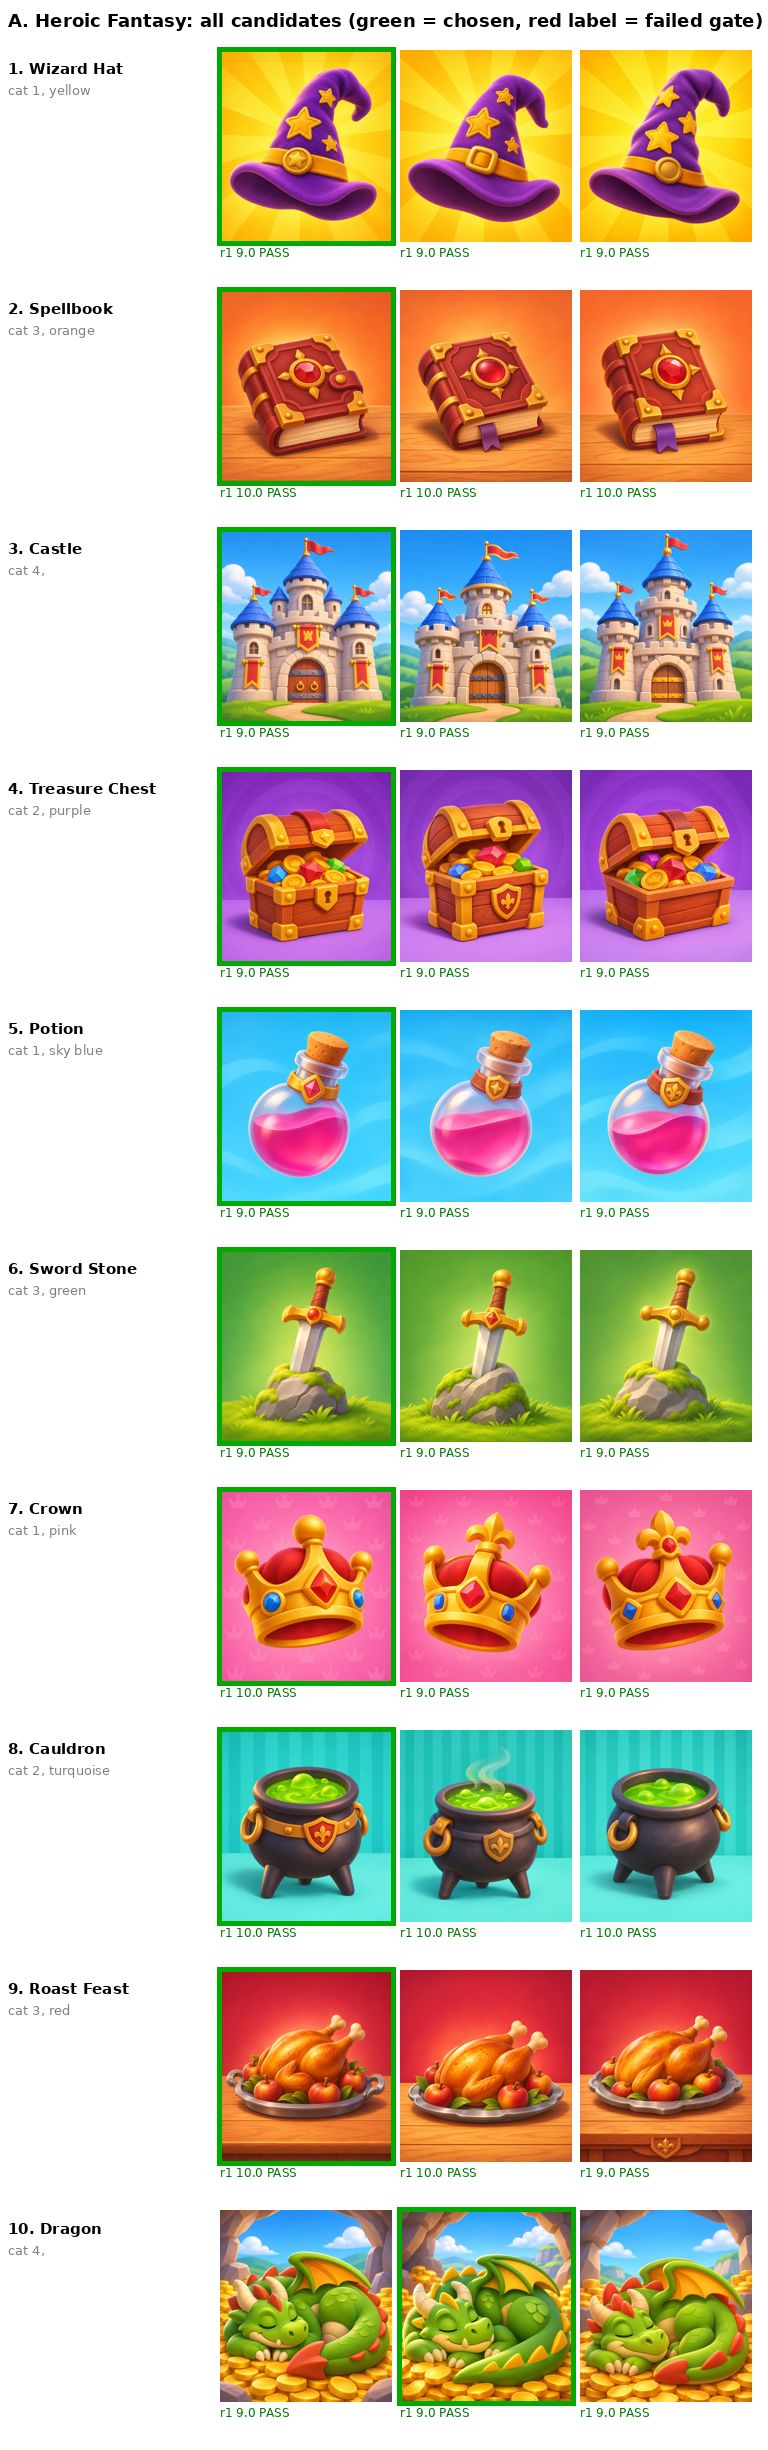 A. Heroic Fantasy: all candidates (green = chosen, red label = failed gate)
1. Wizard Hat
cat 1, yellow
r1 9.0 PASS r1 9.0 PASS r1 9.0 PASS
2. Spellbook
cat 3, orange
r1 10.0 PASS r1 10.0 PASS r1 10.0 PASS
3. Castle
cat 4,
r1 9.0 PASS r1 9.0 PASS r1 9.0 PASS
4. Treasure Chest
cat 2, purple
r1 9.0 PASS r1 9.0 PASS r1 9.0 PASS
5. Potion
cat 1, sky blue
r1 9.0 PASS r1 9.0 PASS r1 9.0 PASS
6. Sword Stone
cat 3, green
r1 9.0 PASS r1 9.0 PASS r1 9.0 PASS
7. Crown
cat 1, pink
r1 10.0 PASS r1 9.0 PASS r1 9.0 PASS
8. Cauldron
cat 2, turquoise
r1 10.0 PASS r1 10.0 PASS r1 10.0 PASS
9. Roast Feast
cat 3, red
r1 10.0 PASS r1 10.0 PASS r1 9.0 PASS
10. Dragon
cat 4,
r1 9.0 PASS r1 9.0 PASS r1 9.0 PASS